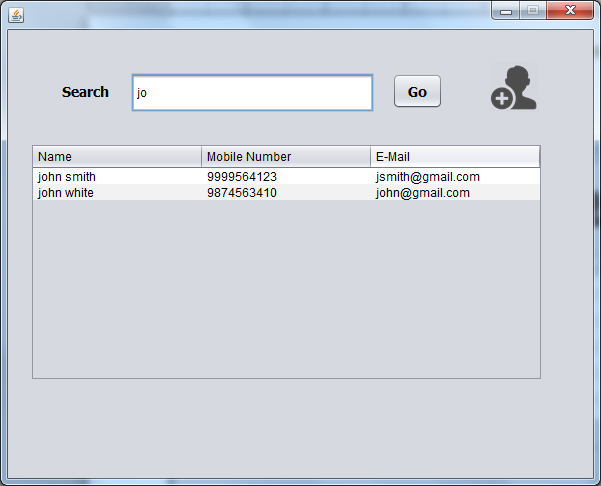 Search jo Go
Name Mobile Number E-Mail
john smith 9999564123 jsmith@gmail.com
john white 9874563410 john@gmail.com